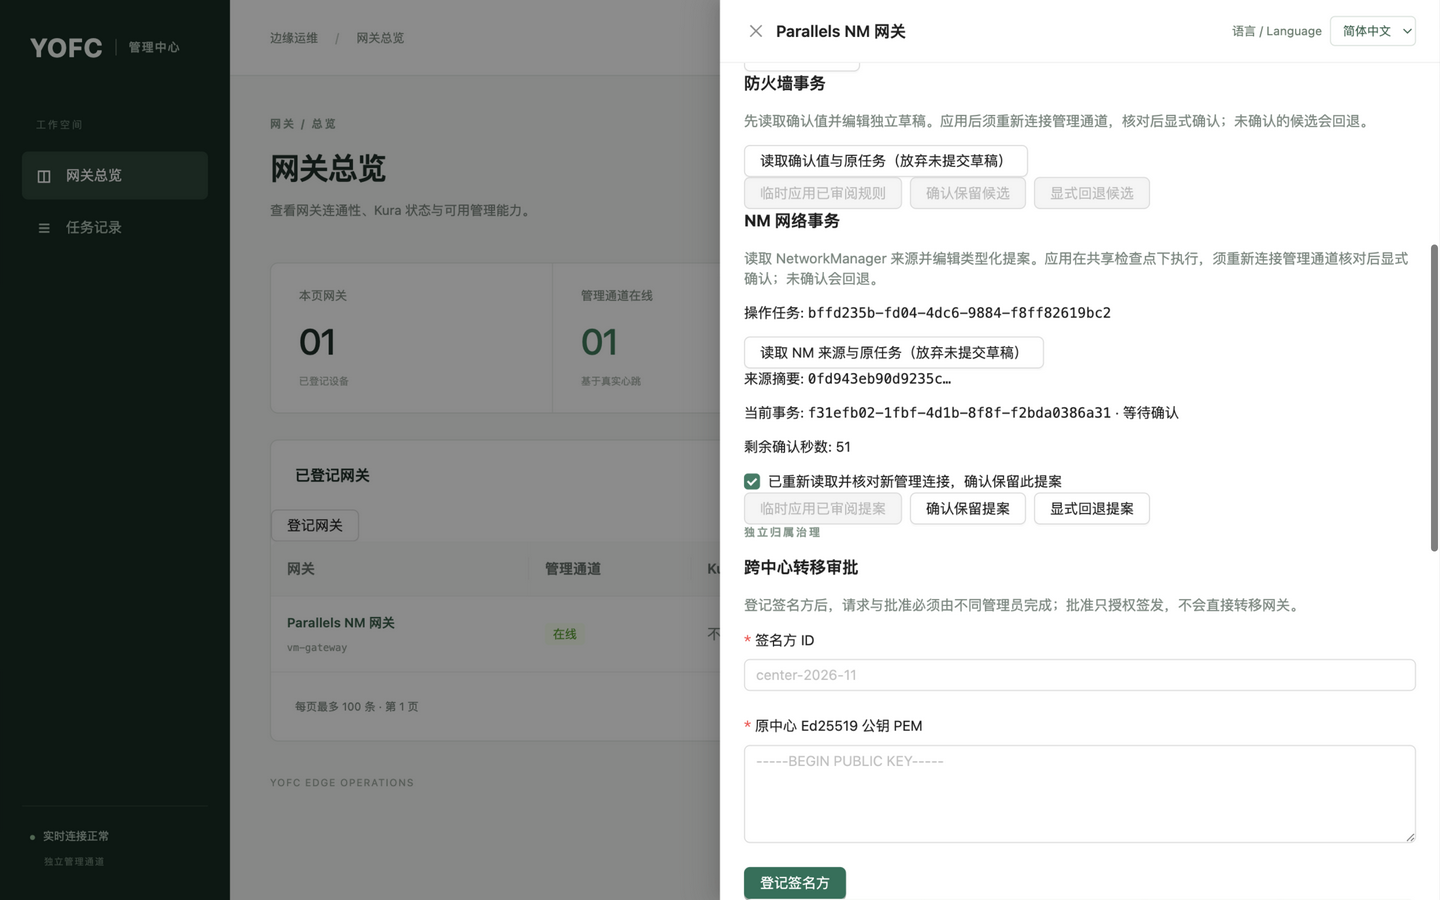 YOFC
管理中心
工作空间
网关总览
任务记录
实时连接正常
独立管理通道
边缘运维 / 网关总览
网关 / 总览
网关总览
查看网关连通性、Kura 状态与可用管理能力。
本页网关
01
已登记设备
管理通道在线
01
基于真实心跳
已登记网关
登记网关
网关 管理通道
Parallels NM 网关
vm-gateway
在线
不
每页最多 100 条 · 第 1 页
YOFC EDGE OPERATIONS
Parallels NM 网关
语言 / Language 简体中文
防火墙事务
先读取确认值并编辑独立草稿。应用后须重新连接管理通道，核对后显式确认；未确认的候选会回退。
读取确认值与原任务（放弃未提交草稿）
临时应用已审阅规则 确认保留候选 显式回退候选
NM 网络事务
读取 NetworkManager 来源并编辑类型化提案。应用在共享检查点下执行，须重新连接管理通道核对后显式
确认；未确认会回退。
操作任务: bffd235b-fd04-4dc6-9884-f8ff82619bc2
读取 NM 来源与原任务（放弃未提交草稿）
来源摘要: 0fd943eb90d9235c…
当前事务: f31efb02-1fbf-4d1b-8f8f-f2bda0386a31 · 等待确认
剩余确认秒数: 51
已重新读取并核对新管理连接，确认保留此提案
临时应用已审阅提案 确认保留提案 显式回退提案
独立归属治理
跨中心转移审批
登记签名方后，请求与批准必须由不同管理员完成；批准只授权签发，不会直接转移网关。
* 签名方 ID
center-2026-11
* 原中心 Ed25519 公钥 PEM
-----BEGIN PUBLIC KEY-----
登记签名方